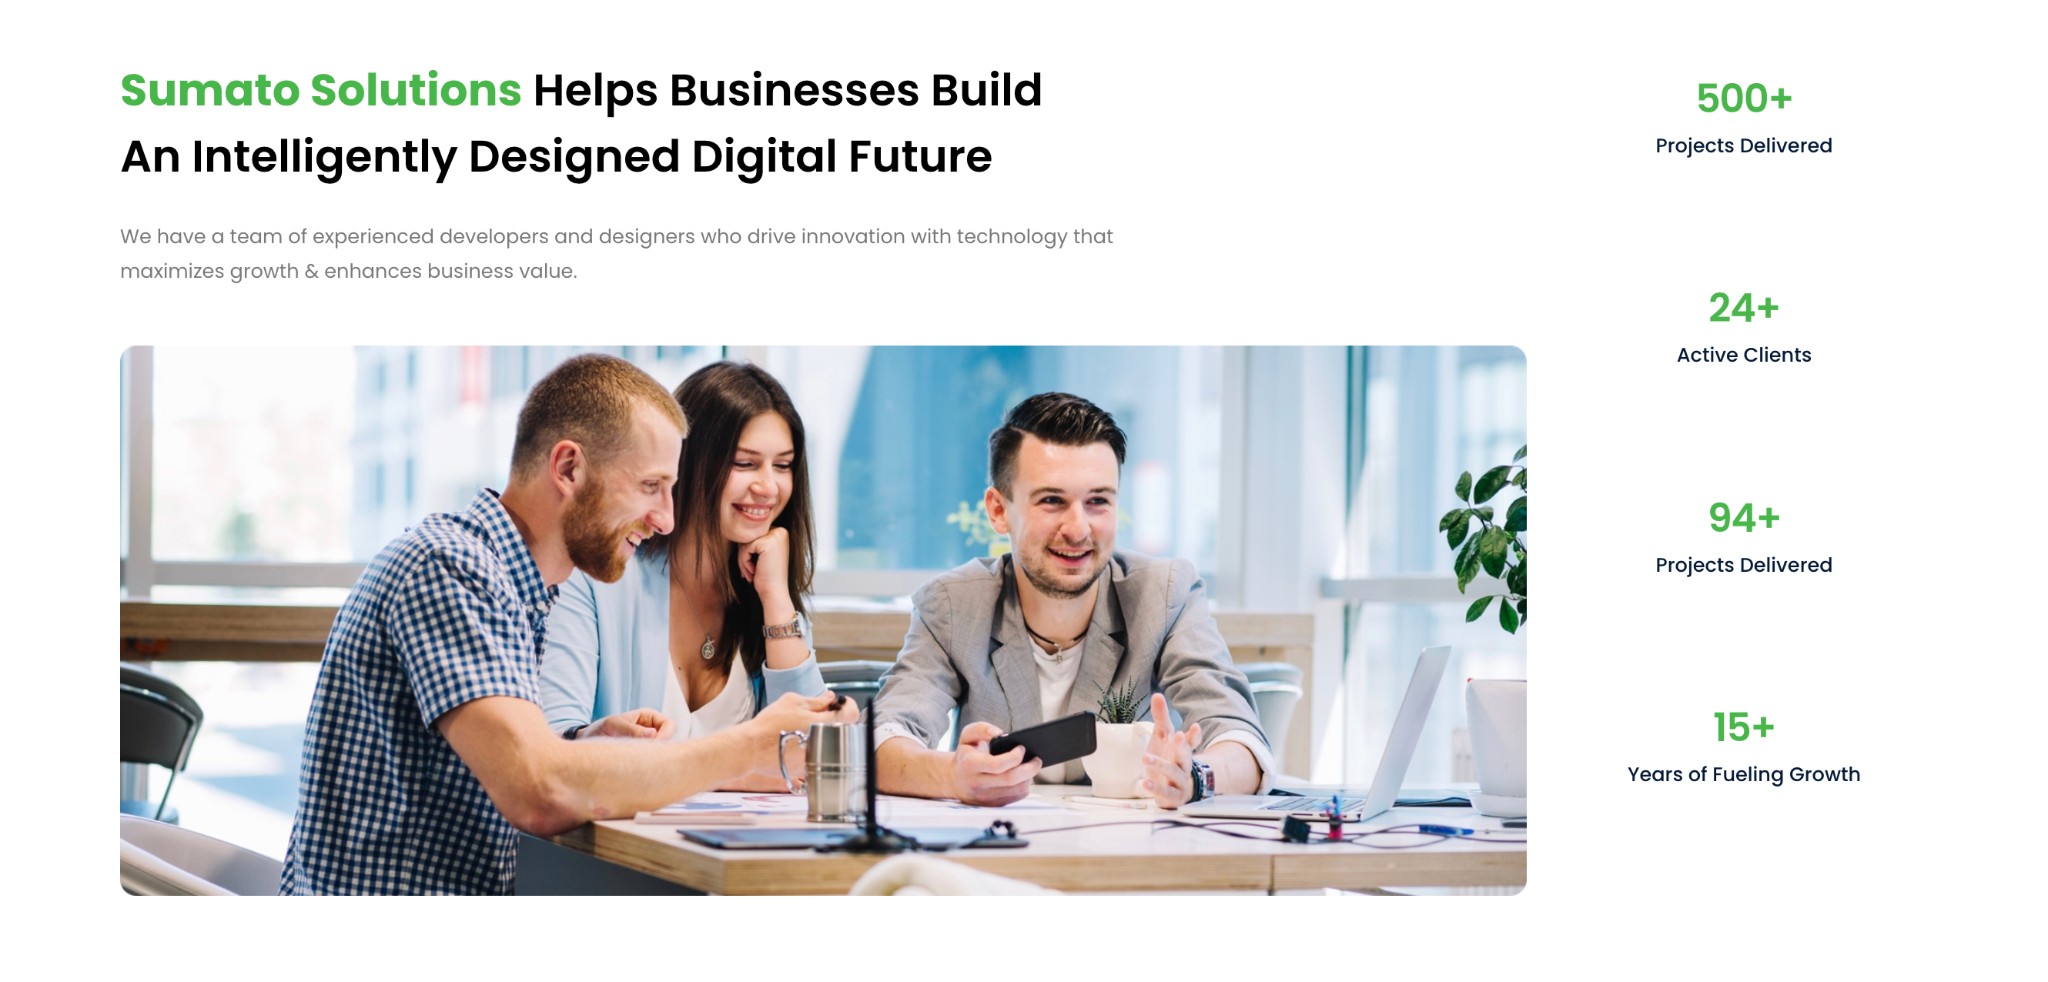 Sumato Solutions Helps Businesses Build
An Intelligently Designed Digital Future
We have a team of experienced developers and designers who drive innovation with technology that
maximizes growth & enhances business value.
500+
Projects Delivered
24+
Active Clients
94+
Projects Delivered
15+
Years of Fueling Growth